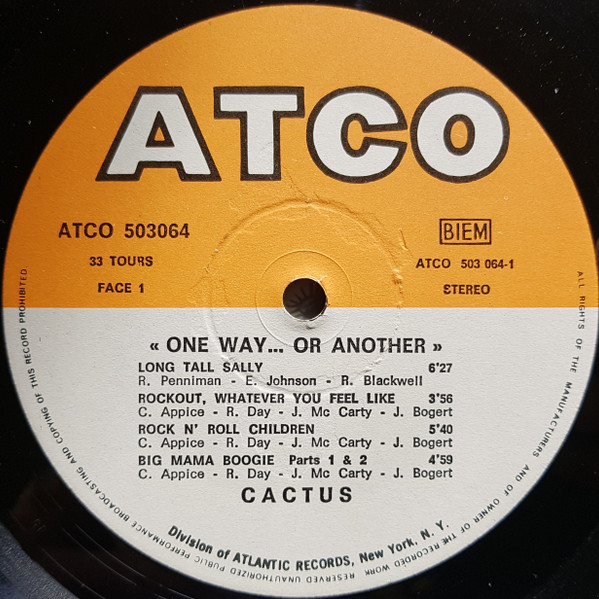 ATCO
ATCO 503064
BIEM
33 TOURS
ATCO 503 064-1
FACE 1
STEREO
« ONE WAY... OR ANOTHER »
LONG TALL SALLY 6'27
R. Penniman - E. Johnson - R. Blackwell
ROCKOUT, WHATEVER YOU FEEL LIKE 3'56
C. Appice - R. Day - J. Mc Carty - J. Bogert
ROCK N' ROLL CHILDREN 5'40
C. Appice - R. Day - J. Mc Carty - J. Bogert
BIG MAMA BOOGIE Parts 1 & 2 4'59
C. Appice - R. Day - J. Mc Carty - J. Bogert
CACTUS
Division of ATLANTIC RECORDS, New York, N. Y.
ALL RIGHTS OF THE MANUFACTURERS AND OF OWNER OF THE RECORDED WORK RESERVED UNAUTHORIZED PUBLIC PERFORMANCE BROADCASTING AND COPYING OF THIS RECORD PROHIBITED